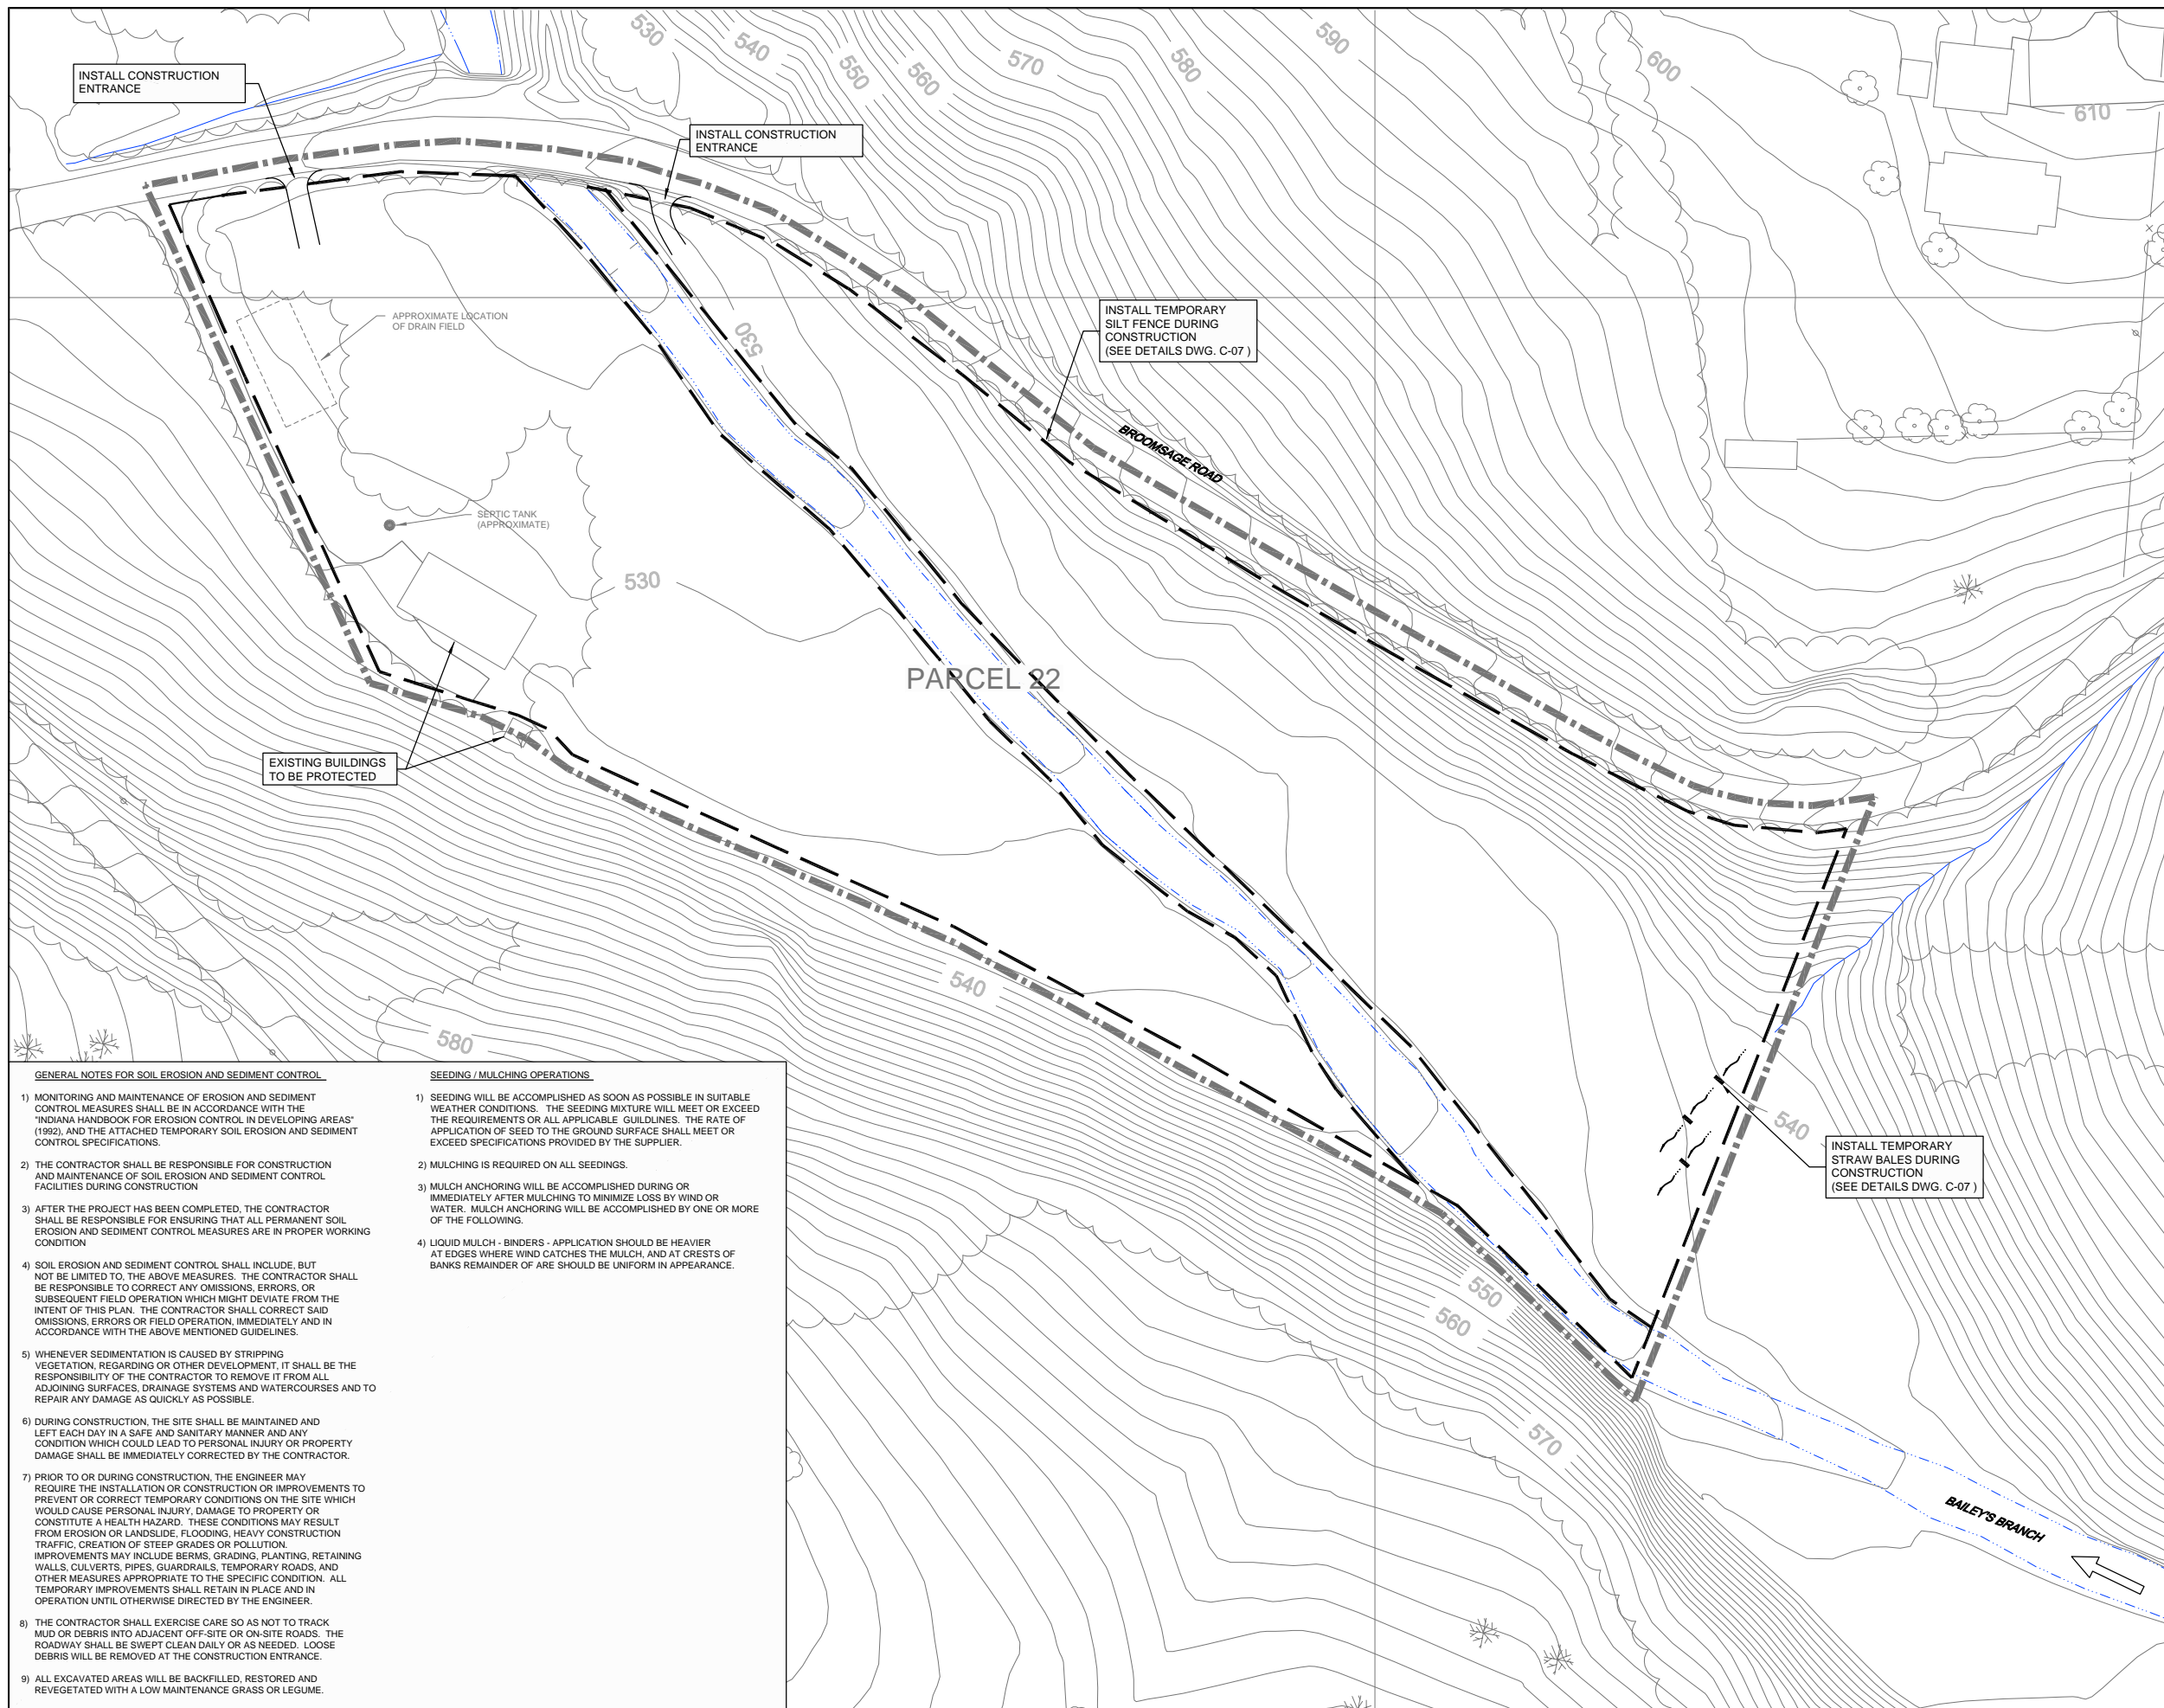 530
540
550
560
570
580
590
600
610
INSTALL CONSTRUCTION
ENTRANCE
INSTALL CONSTRUCTION
ENTRANCE
APPROXIMATE LOCATION
OF DRAIN FIELD
530
INSTALL TEMPORARY
SILT FENCE DURING
CONSTRUCTION
(SEE DETAILS DWG. C-07 )
BROOMSAGE ROAD
SEPTIC TANK
(APPROXIMATE)
530
PARCEL 22
EXISTING BUILDINGS
TO BE PROTECTED
540
580
540
INSTALL TEMPORARY
STRAW BALES DURING
CONSTRUCTION
(SEE DETAILS DWG. C-07 )
550
560
570
BAILEY'S BRANCH
GENERAL NOTES FOR SOIL EROSION AND SEDIMENT CONTROL
1) MONITORING AND MAINTENANCE OF EROSION AND SEDIMENT
CONTROL MEASURES SHALL BE IN ACCORDANCE WITH THE
"INDIANA HANDBOOK FOR EROSION CONTROL IN DEVELOPING AREAS"
(1992), AND THE ATTACHED TEMPORARY SOIL EROSION AND SEDIMENT
CONTROL SPECIFICATIONS.
2) THE CONTRACTOR SHALL BE RESPONSIBLE FOR CONSTRUCTION
AND MAINTENANCE OF SOIL EROSION AND SEDIMENT CONTROL
FACILITIES DURING CONSTRUCTION
3) AFTER THE PROJECT HAS BEEN COMPLETED, THE CONTRACTOR
SHALL BE RESPONSIBLE FOR ENSURING THAT ALL PERMANENT SOIL
EROSION AND SEDIMENT CONTROL MEASURES ARE IN PROPER WORKING
CONDITION
4) SOIL EROSION AND SEDIMENT CONTROL SHALL INCLUDE, BUT
NOT BE LIMITED TO, THE ABOVE MEASURES. THE CONTRACTOR SHALL
BE RESPONSIBLE TO CORRECT ANY OMISSIONS, ERRORS, OR
SUBSEQUENT FIELD OPERATION WHICH MIGHT DEVIATE FROM THE
INTENT OF THIS PLAN. THE CONTRACTOR SHALL CORRECT SAID
OMISSIONS, ERRORS OR FIELD OPERATION, IMMEDIATELY AND IN
ACCORDANCE WITH THE ABOVE MENTIONED GUIDELINES.
5) WHENEVER SEDIMENTATION IS CAUSED BY STRIPPING
VEGETATION, REGARDING OR OTHER DEVELOPMENT, IT SHALL BE THE
RESPONSIBILITY OF THE CONTRACTOR TO REMOVE IT FROM ALL
ADJOINING SURFACES, DRAINAGE SYSTEMS AND WATERCOURSES AND TO
REPAIR ANY DAMAGE AS QUICKLY AS POSSIBLE.
6) DURING CONSTRUCTION, THE SITE SHALL BE MAINTAINED AND
LEFT EACH DAY IN A SAFE AND SANITARY MANNER AND ANY
CONDITION WHICH COULD LEAD TO PERSONAL INJURY OR PROPERTY
DAMAGE SHALL BE IMMEDIATELY CORRECTED BY THE CONTRACTOR.
7) PRIOR TO OR DURING CONSTRUCTION, THE ENGINEER MAY
REQUIRE THE INSTALLATION OR CONSTRUCTION OR IMPROVEMENTS TO
PREVENT OR CORRECT TEMPORARY CONDITIONS ON THE SITE WHICH
WOULD CAUSE PERSONAL INJURY, DAMAGE TO PROPERTY OR
CONSTITUTE A HEALTH HAZARD. THESE CONDITIONS MAY RESULT
FROM EROSION OR LANDSLIDE, FLOODING, HEAVY CONSTRUCTION
TRAFFIC, CREATION OF STEEP GRADES OR POLLUTION.
IMPROVEMENTS MAY INCLUDE BERMS, GRADING, PLANTING, RETAINING
WALLS, CULVERTS, PIPES, GUARDRAILS, TEMPORARY ROADS, AND
OTHER MEASURES APPROPRIATE TO THE SPECIFIC CONDITION. ALL
TEMPORARY IMPROVEMENTS SHALL RETAIN IN PLACE AND IN
OPERATION UNTIL OTHERWISE DIRECTED BY THE ENGINEER.
8) THE CONTRACTOR SHALL EXERCISE CARE SO AS NOT TO TRACK
MUD OR DEBRIS INTO ADJACENT OFF-SITE OR ON-SITE ROADS. THE
ROADWAY SHALL BE SWEPT CLEAN DAILY OR AS NEEDED. LOOSE
DEBRIS WILL BE REMOVED AT THE CONSTRUCTION ENTRANCE.
9) ALL EXCAVATED AREAS WILL BE BACKFILLED, RESTORED AND
REVEGETATED WITH A LOW MAINTENANCE GRASS OR LEGUME.
SEEDING / MULCHING OPERATIONS
1) SEEDING WILL BE ACCOMPLISHED AS SOON AS POSSIBLE IN SUITABLE
WEATHER CONDITIONS. THE SEEDING MIXTURE WILL MEET OR EXCEED
THE REQUIREMENTS OR ALL APPLICABLE GUILDLINES. THE RATE OF
APPLICATION OF SEED TO THE GROUND SURFACE SHALL MEET OR
EXCEED SPECIFICATIONS PROVIDED BY THE SUPPLIER.
2) MULCHING IS REQUIRED ON ALL SEEDINGS.
3) MULCH ANCHORING WILL BE ACCOMPLISHED DURING OR
IMMEDIATELY AFTER MULCHING TO MINIMIZE LOSS BY WIND OR
WATER. MULCH ANCHORING WILL BE ACCOMPLISHED BY ONE OR MORE
OF THE FOLLOWING.
4) LIQUID MULCH - BINDERS - APPLICATION SHOULD BE HEAVIER
AT EDGES WHERE WIND CATCHES THE MULCH, AND AT CRESTS OF
BANKS REMAINDER OF ARE SHOULD BE UNIFORM IN APPEARANCE.